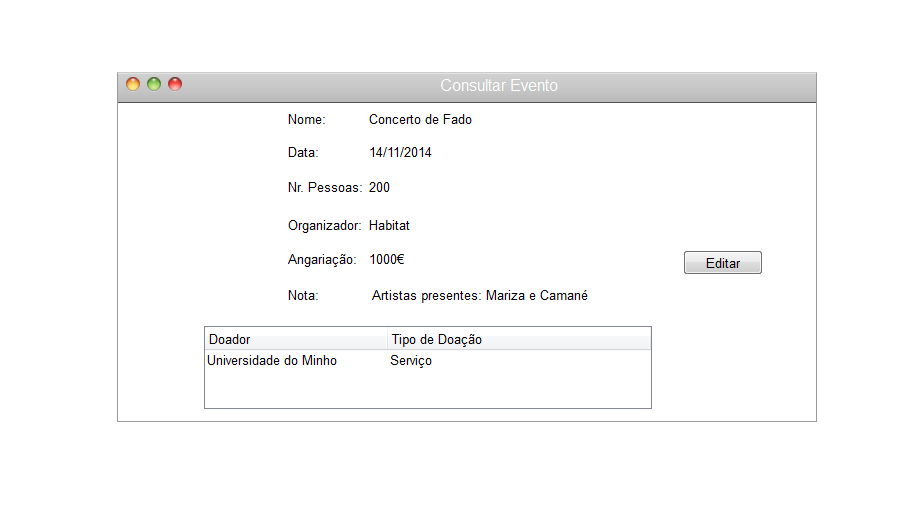 Consultar Evento
Nome: Concerto de Fado
Data: 14/11/2014
Nr. Pessoas: 200
Organizador: Habitat
Angariação: 1000€
Editar
Nota: Artistas presentes: Mariza e Camané
Doador Tipo de Doação
Universidade do Minho Serviço